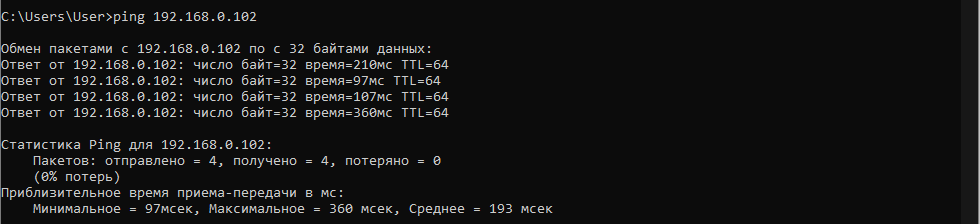 C:\Users\User>ping 192.168.0.102
Обмен пакетами с 192.168.0.102 по с 32 байтами данных:
Ответ от 192.168.0.102: число байт=32 время=210мс TTL=64
Ответ от 192.168.0.102: число байт=32 время=97мс TTL=64
Ответ от 192.168.0.102: число байт=32 время=107мс TTL=64
Ответ от 192.168.0.102: число байт=32 время=360мс TTL=64
Статистика Ping для 192.168.0.102:
Пакетов: отправлено = 4, получено = 4, потеряно = 0
(0% потерь)
Приблизительное время приема-передачи в мс:
Минимальное = 97мсек, Максимальное = 360 мсек, Среднее = 193 мсек